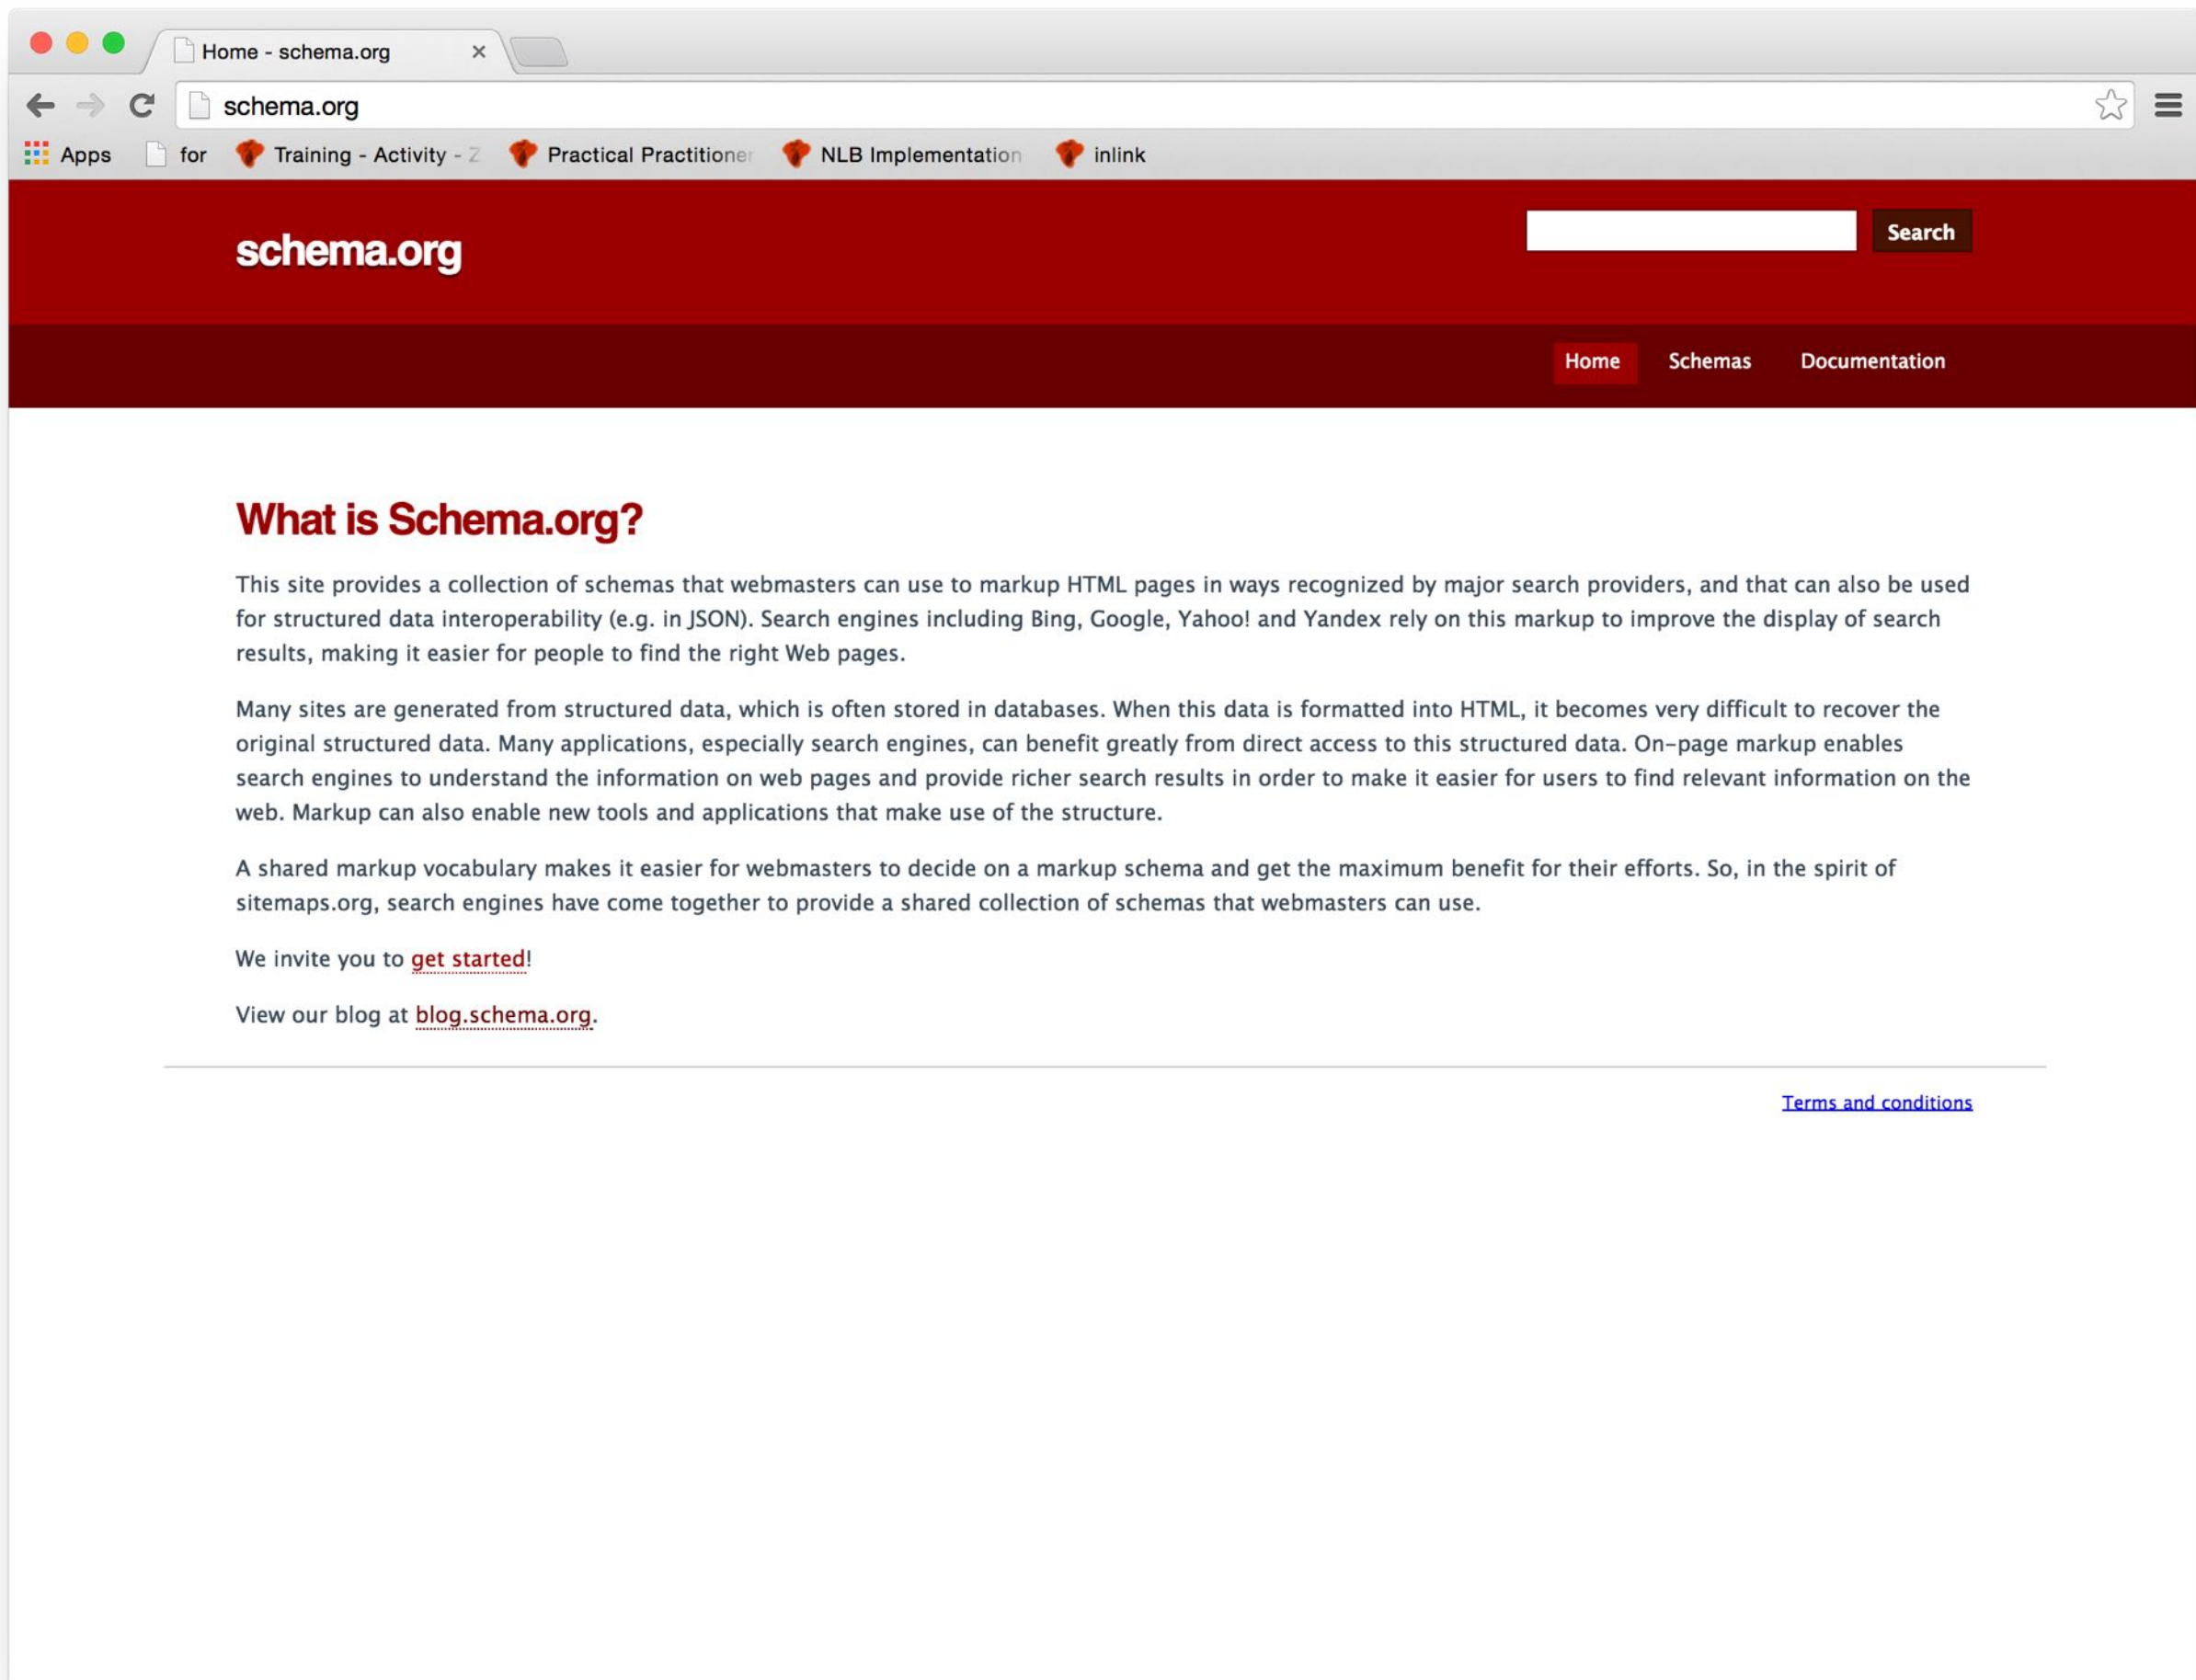 Home - schema.org
schema.org
Apps for Training - Activity - Z Practical Practitioner NLB Implementation inlink
schema.org
Search
Home Schemas Documentation
What is Schema.org?
This site provides a collection of schemas that webmasters can use to markup HTML pages in ways recognized by major search providers, and that can also be used
for structured data interoperability (e.g. in JSON). Search engines including Bing, Google, Yahoo! and Yandex rely on this markup to improve the display of search
results, making it easier for people to find the right Web pages.
Many sites are generated from structured data, which is often stored in databases. When this data is formatted into HTML, it becomes very difficult to recover the
original structured data. Many applications, especially search engines, can benefit greatly from direct access to this structured data. On-page markup enables
search engines to understand the information on web pages and provide richer search results in order to make it easier for users to find relevant information on the
web. Markup can also enable new tools and applications that make use of the structure.
A shared markup vocabulary makes it easier for webmasters to decide on a markup schema and get the maximum benefit for their efforts. So, in the spirit of
sitemaps.org, search engines have come together to provide a shared collection of schemas that webmasters can use.
We invite you to get started!
View our blog at blog.schema.org.
Terms and conditions